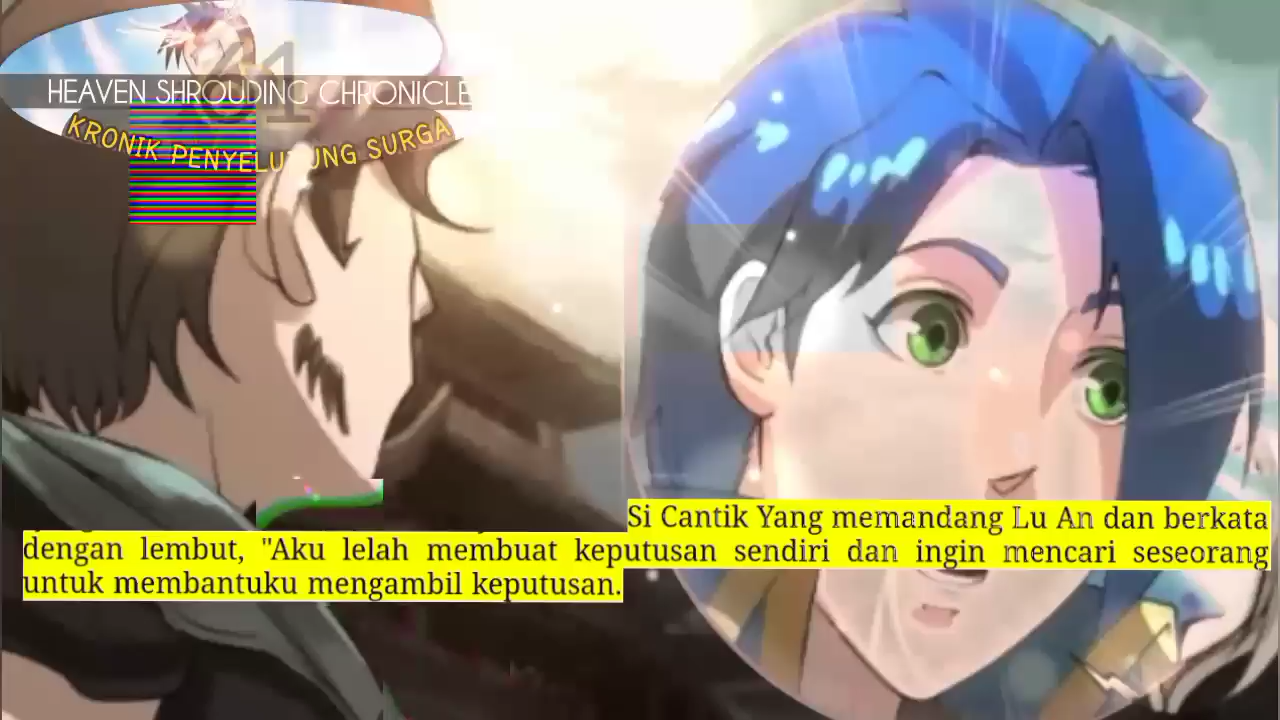 61
HEAVEN SHROUDING CHRONICLE
KRONIK SURGA
Si Cantik Yang memandang Lu An dan berkata
dengan lembut, "Aku lelah membuat keputusan sendiri dan ingin mencari seseorang
untuk membantuku mengambil keputusan.